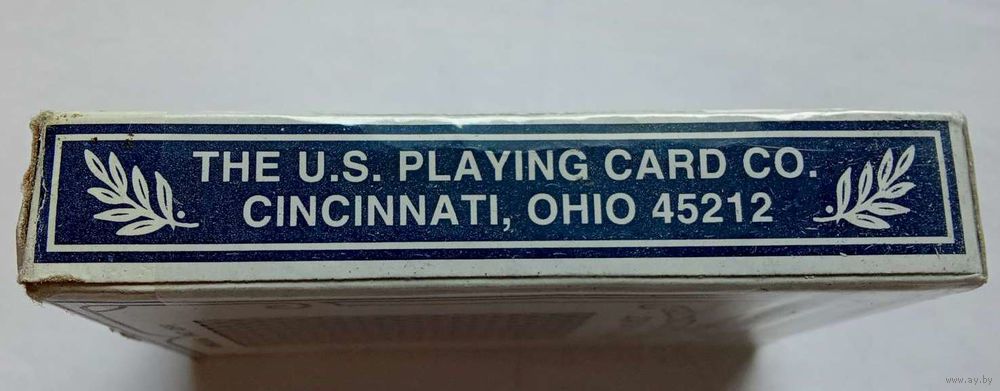 THE U.S. PLAYING CARD CO.
CINCINNATI, OHIO 45212
www.ay.by